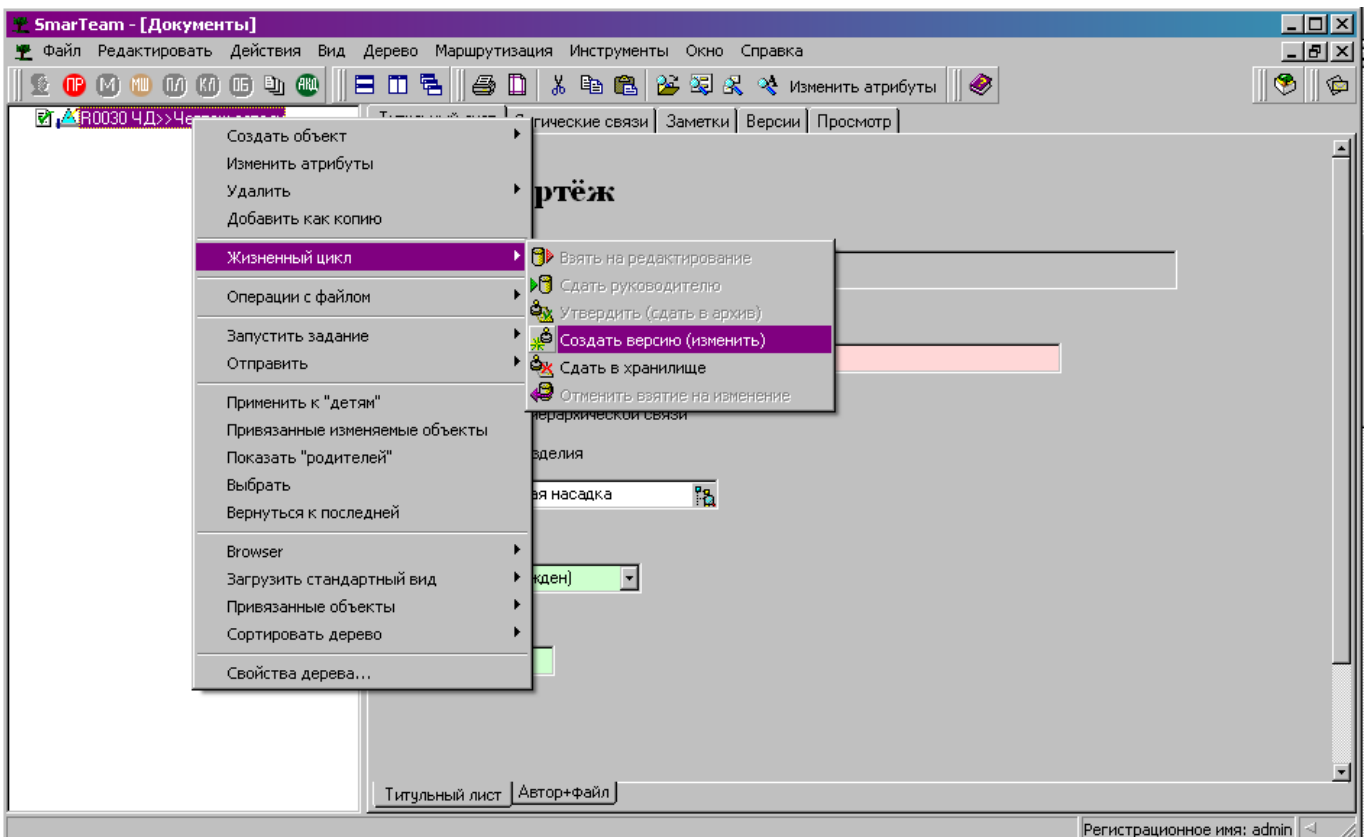 SmarTeam - [Документы]
Файл Редактировать Действия Вид Дерево Маршрутизация Инструменты Окно Справка
ПР М МШ ПЛ КЛ ОБ Изменить атрибуты
R0030 ЧД>>Чертеж
Титульный лист Логические связи Заметки Версии Просмотр
Создать объект
Изменить атрибуты
Удалить
Добавить как копию
Жизненный цикл
Операции с файлом
Запустить задание
Отправить
Применить к "детям"
Привязанные изменяемые объекты
Показать "родителей"
Выбрать
Вернуться к последней
Browser
Загрузить стандартный вид
Привязанные объекты
Сортировать дерево
Свойства дерева...
ртёж
Взять на редактирование
Сдать руководителю
Утвердить (сдать в архив)
Создать версию (изменить)
Сдать в хранилище
Отменить взятие на изменение
иерархической связи
зделия
ая насадка
жден)
Титульный лист Автор+файл
Регистрационное имя: admin